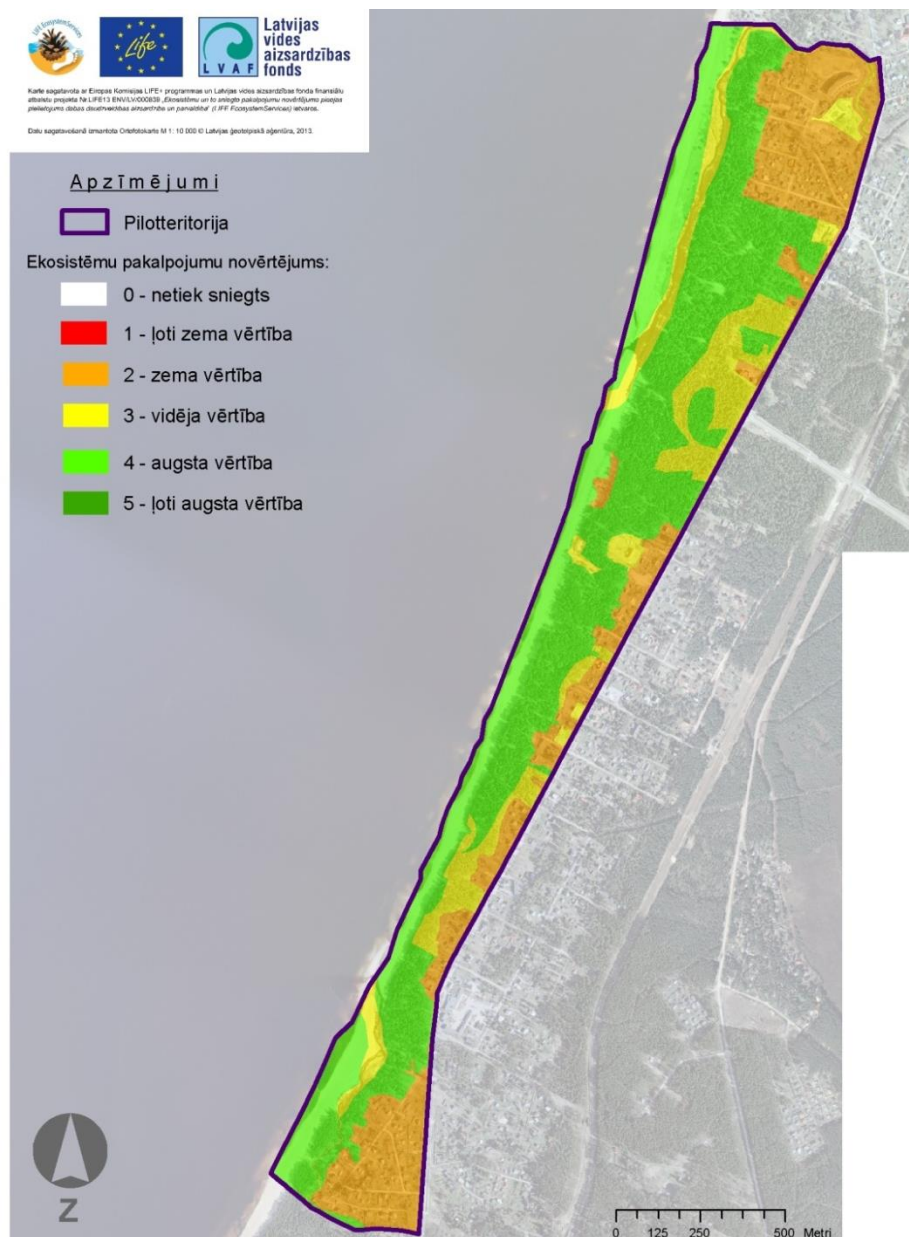 LIFE EcosystemServices
Life
LVAF
Latvijas
vides
aizsardzības
fonds
Karte sagatavota ar Eiropas Komisijas LIFE+ programmas un Latvijas vides aizsardzības fonda finansiālu
atbalstu projekta Nr.LIFE13 ENV/LV/000839 „Ekosistēmu un to sniegto pakalpojumu novērtējuma pieejas
pielietojums dabas daudzveidības aizsardzībā un pārvaldībā" (LIFE EcosystemServices) ietvaros.
Datu sagatavošanā izmantota Ortofotokarte M 1: 10 000 © Latvijas ģeotelpiskā aģentūra, 2013.
Apzīmējumi
Pilotteritorija
Ekosistēmu pakalpojumu novērtējums:
0 - netiek sniegts
1 - ļoti zema vērtība
2 - zema vērtība
3 - vidēja vērtība
4 - augsta vērtība
5 - ļoti augsta vērtība
Z
0 125 250 500 Metri